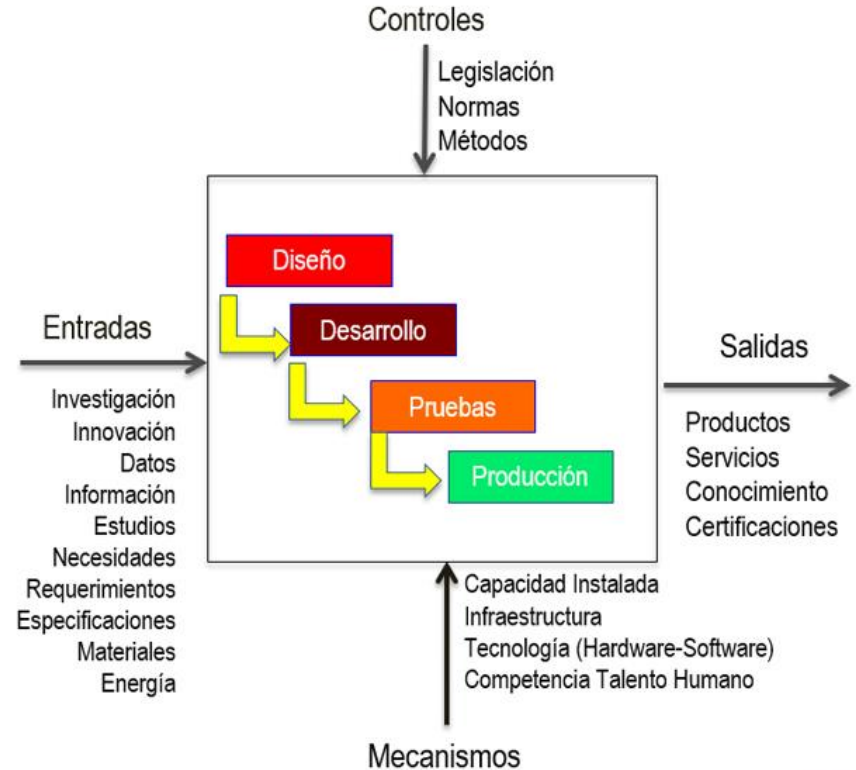 Controles
Legislación
Normas
Métodos
Diseño
Desarrollo
Pruebas
Producción
Entradas
Investigación
Innovación
Datos
Información
Estudios
Necesidades
Requerimientos
Especificaciones
Materiales
Energía
Salidas
Productos
Servicios
Conocimiento
Certificaciones
Capacidad Instalada
Infraestructura
Tecnología (Hardware-Software)
Competencia Talento Humano
Mecanismos